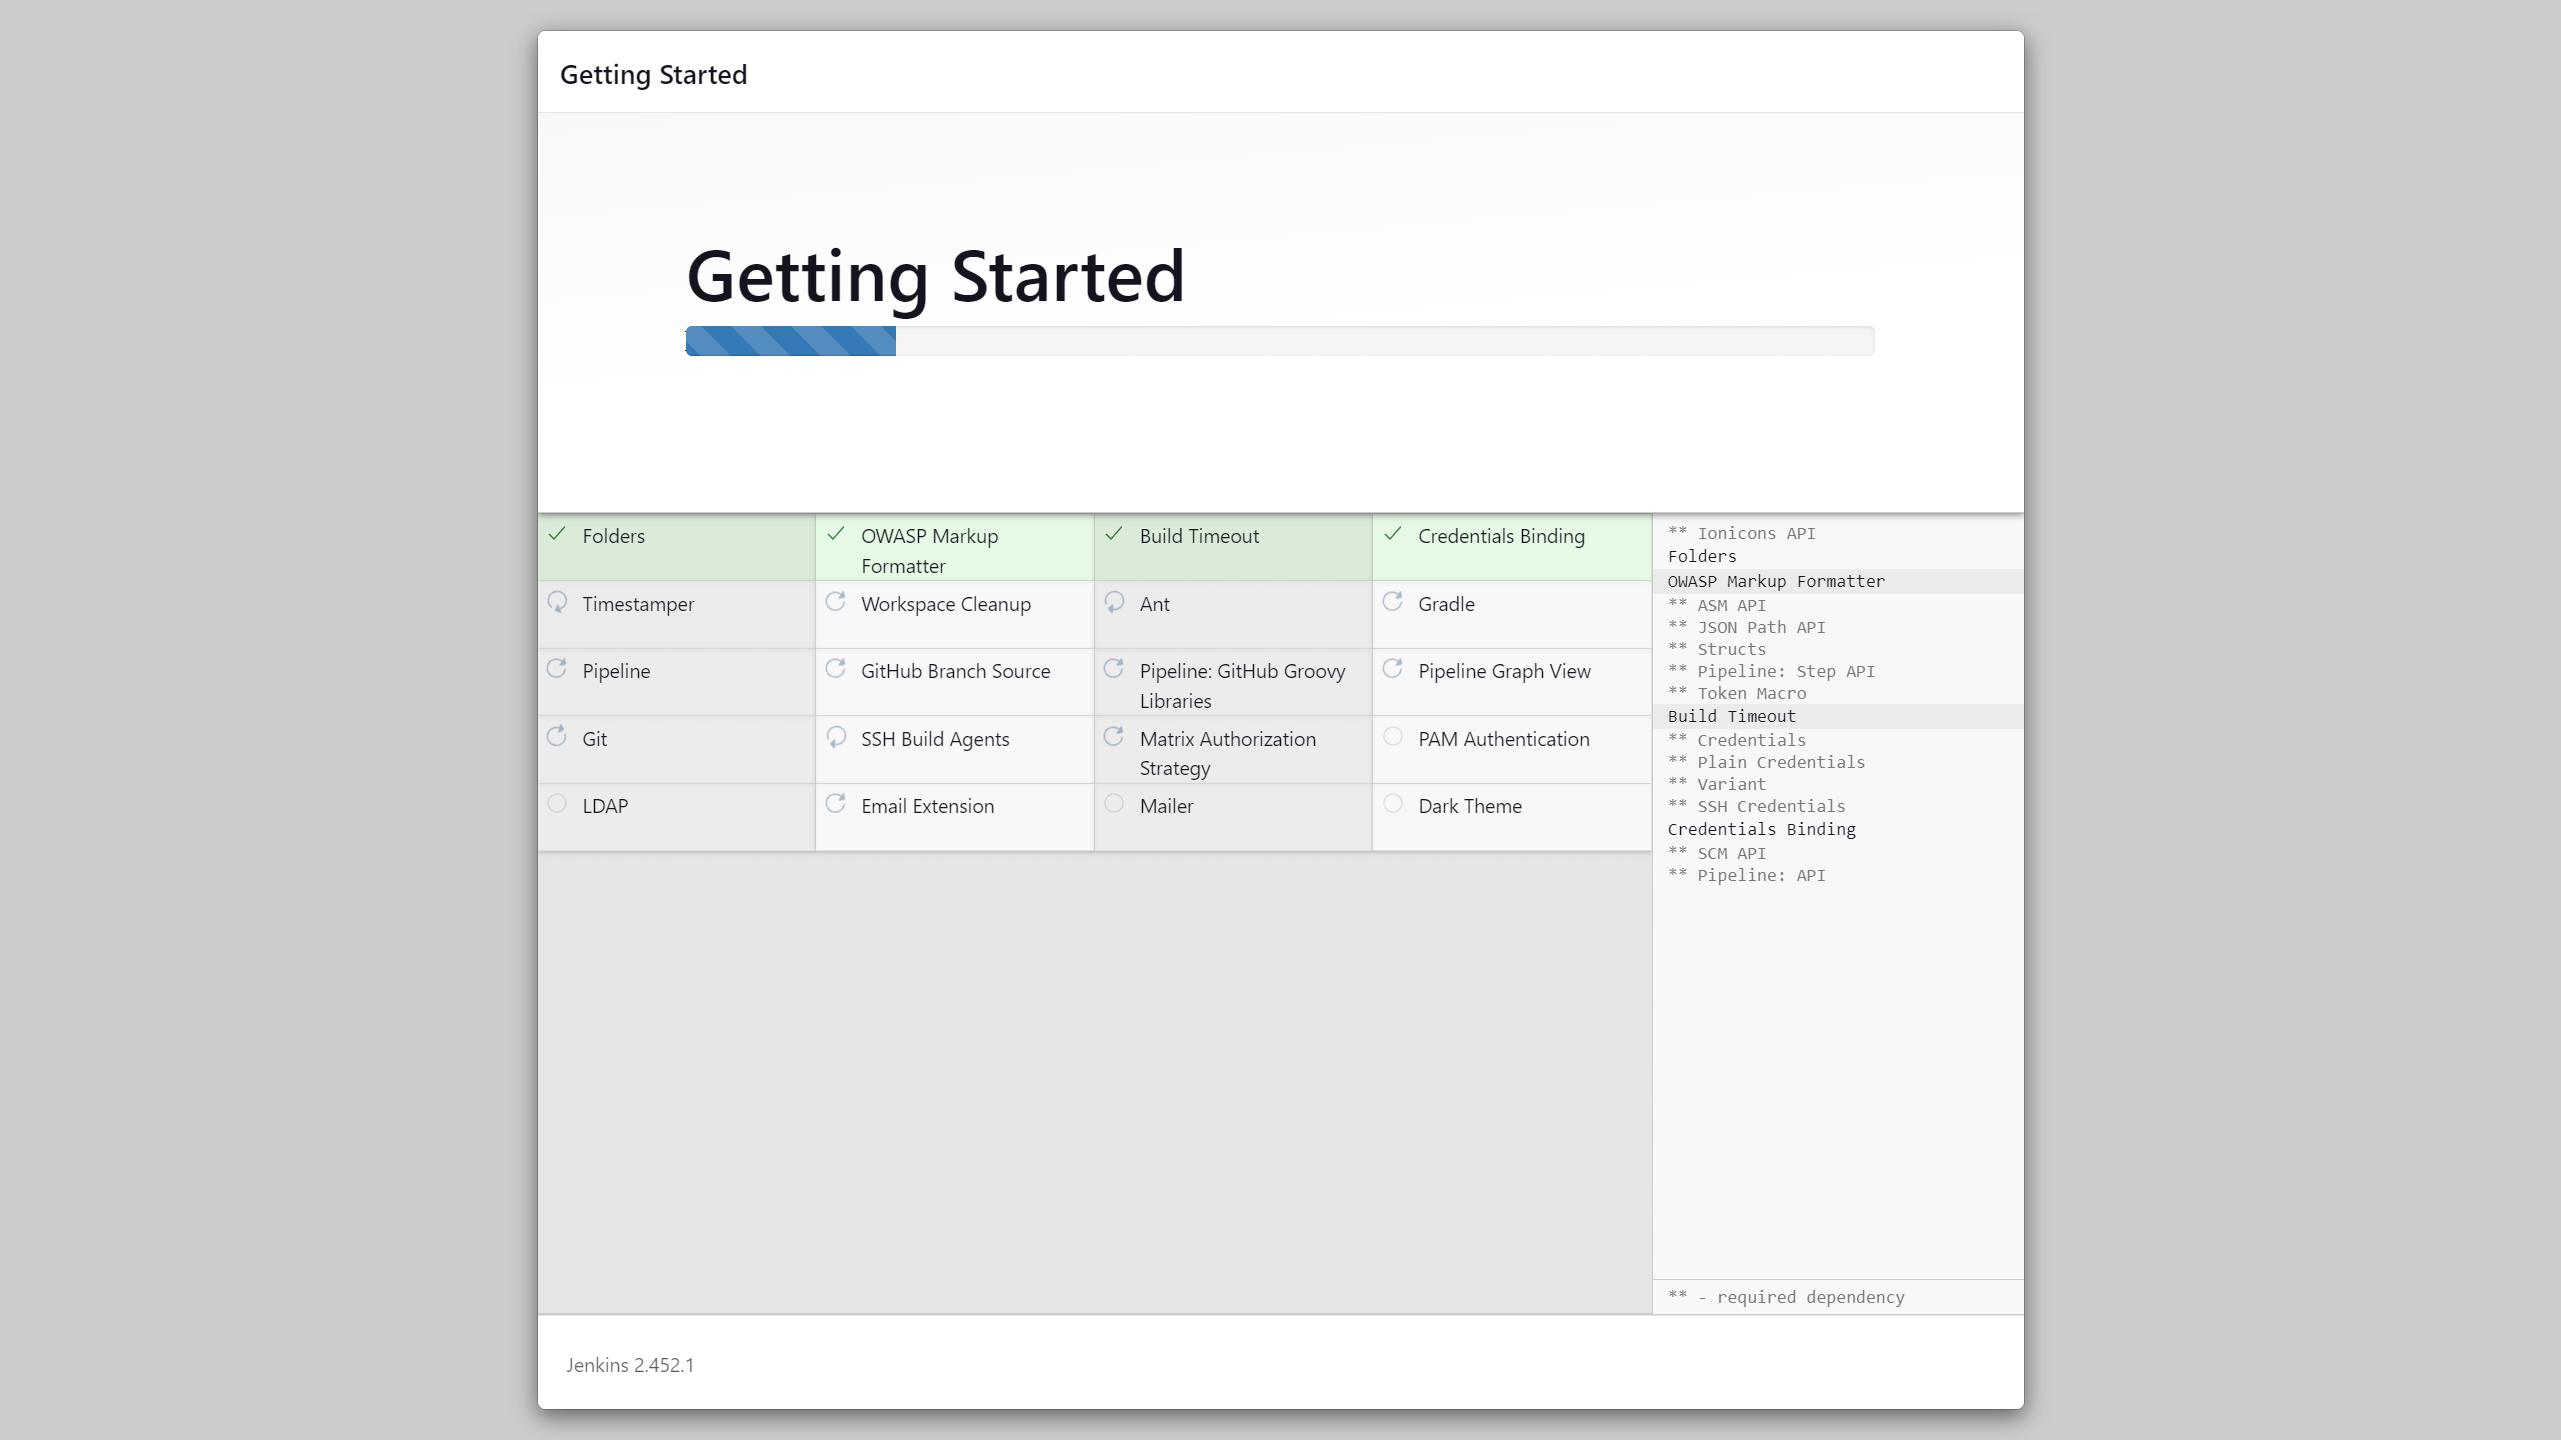 Getting Started
Getting Started
Folders
OWASP Markup
Formatter
Build Timeout
Credentials Binding
Timestamper
Workspace Cleanup
Ant
Gradle
Pipeline
GitHub Branch Source
Pipeline: GitHub Groovy
Libraries
Pipeline Graph View
Git
SSH Build Agents
Matrix Authorization
Strategy
PAM Authentication
LDAP
Email Extension
Mailer
Dark Theme
** Ionicons API
Folders
OWASP Markup Formatter
** ASM API
** JSON Path API
** Structs
** Pipeline: Step API
** Token Macro
Build Timeout
** Credentials
** Plain Credentials
** Variant
** SSH Credentials
Credentials Binding
** SCM API
** Pipeline: API
** - required dependency
Jenkins 2.452.1